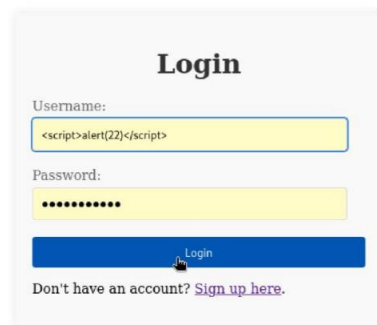 Login
Username:
<script>alert(22)</script>
Password:
•••••••••••
Login
Don't have an account? Sign up here.